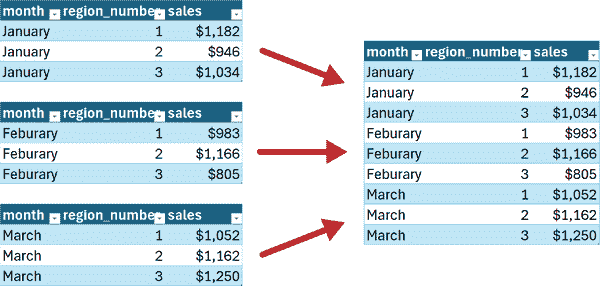 month region_number sales
January 1 $1,182
January 2 $946
January 3 $1,034
month region_number sales
Feburary 1 $983
Feburary 2 $1,166
Feburary 3 $805
month region_number sales
March 1 $1,052
March 2 $1,162
March 3 $1,250
month region_number sales
January 1 $1,182
January 2 $946
January 3 $1,034
Feburary 1 $983
Feburary 2 $1,166
Feburary 3 $805
March 1 $1,052
March 2 $1,162
March 3 $1,250